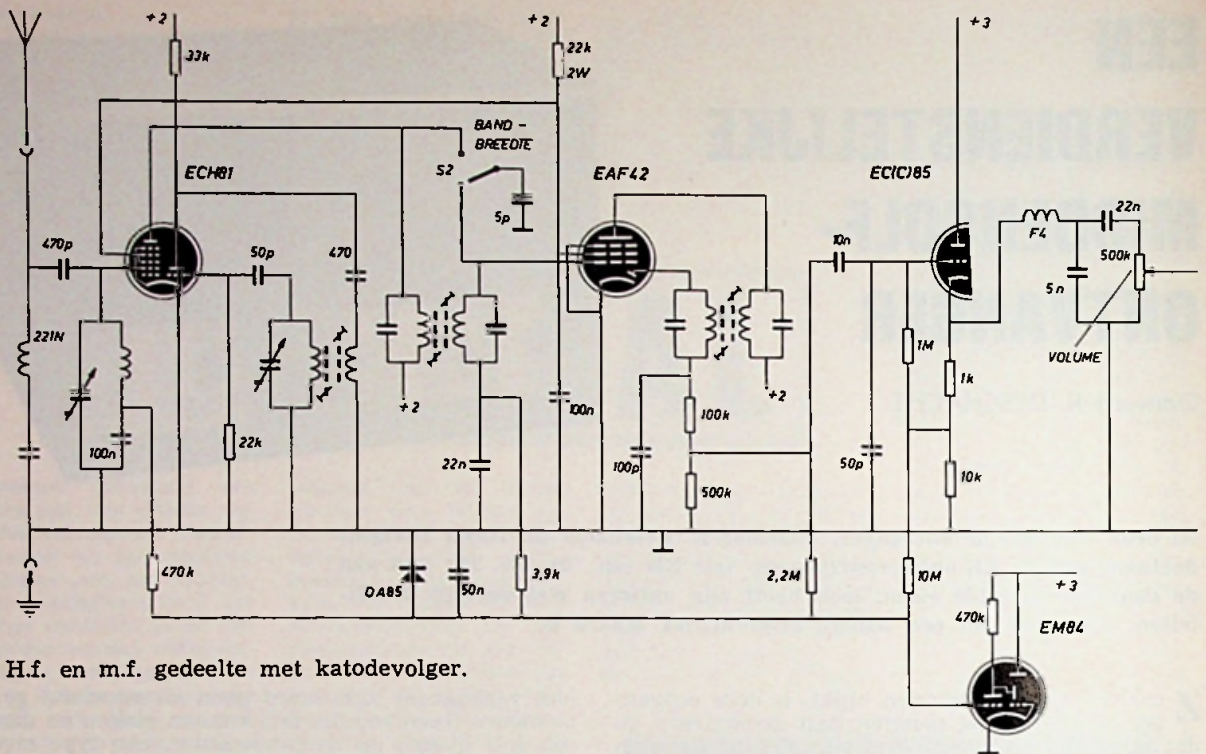 +2
+2
+3
33k
22k
2W
BAND-
BREEDTE
S2
5p
ECH81
EAF42
EC(C)85
470p
50p
470
10n
F4
22n
500k
5n
VOLUME
221N
100n
22k
+2
22n
100n
100p
100k
500k
+2
50p
1M
1k
10k
470k
OA85
50n
3,9k
2,2M
10M
+3
470k
EM84
H.f. en m.f. gedeelte met katodevolger.